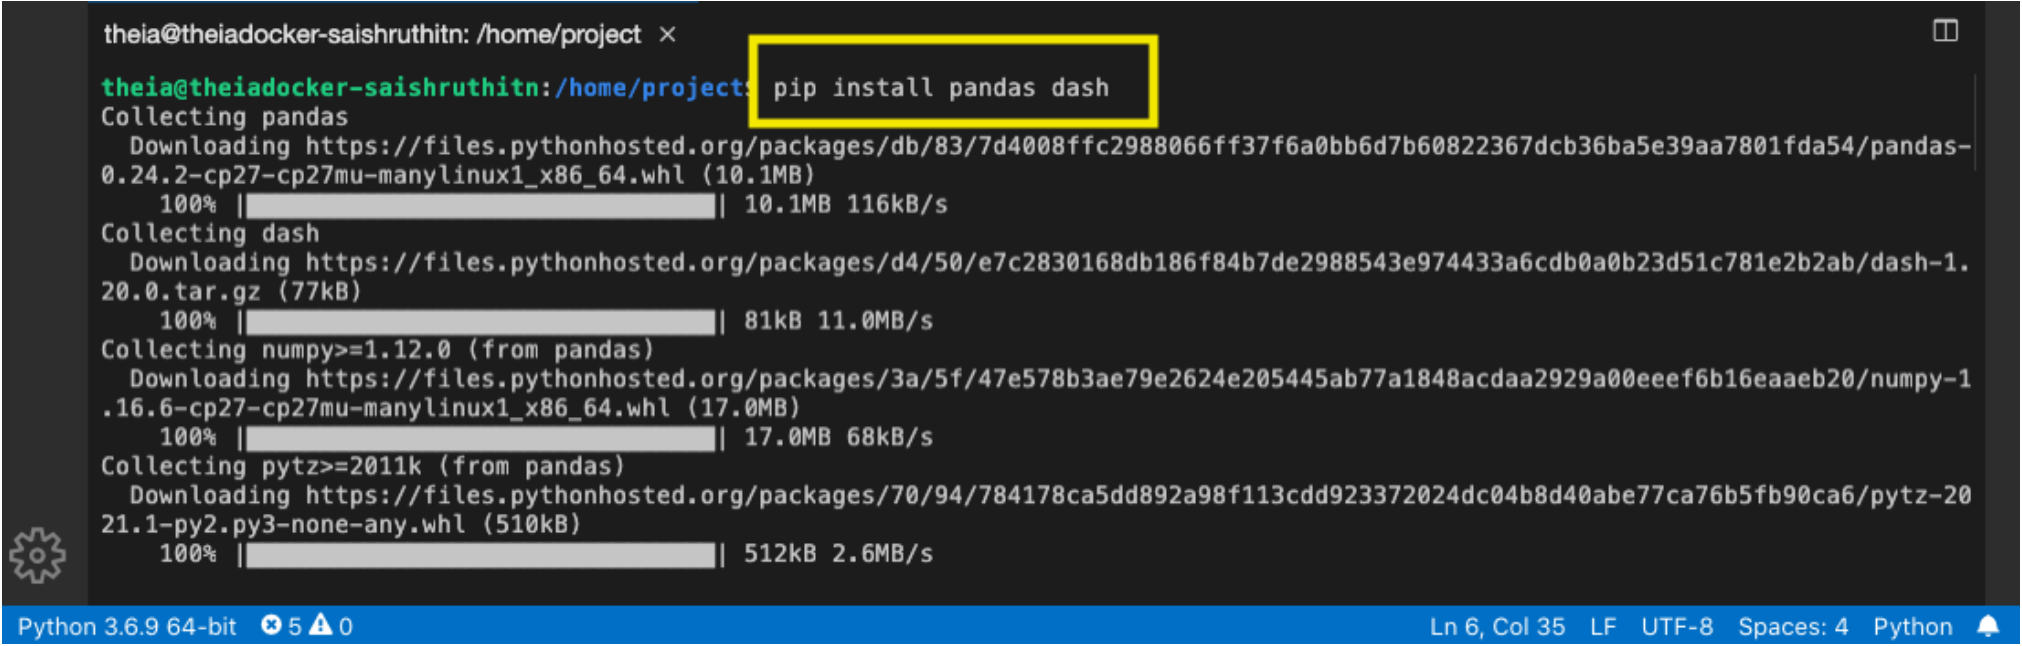 theia@theiadocker-saishruthitn: /home/project ×
theia@theiadocker-saishruthitn:/home/project$ pip install pandas dash
Collecting pandas
  Downloading https://files.pythonhosted.org/packages/db/83/7d4008ffc2988066ff37f6a0bb6d7b60822367dcb36ba5e39aa7801fda54/pandas-
0.24.2-cp27-cp27mu-manylinux1_x86_64.whl (10.1MB)
    100% || 10.1MB 116kB/s
Collecting dash
  Downloading https://files.pythonhosted.org/packages/d4/50/e7c2830168db186f84b7de2988543e974433a6cdb0a0b23d51c781e2b2ab/dash-1.
20.0.tar.gz (77kB)
    100% || 81kB 11.0MB/s
Collecting numpy>=1.12.0 (from pandas)
  Downloading https://files.pythonhosted.org/packages/3a/5f/47e578b3ae79e2624e205445ab77a1848acdaa2929a00eeef6b16eaaeb20/numpy-1
.16.6-cp27-cp27mu-manylinux1_x86_64.whl (17.0MB)
    100% || 17.0MB 68kB/s
Collecting pytz>=2011k (from pandas)
  Downloading https://files.pythonhosted.org/packages/70/94/784178ca5dd892a98f113cdd923372024dc04b8d40abe77ca76b5fb90ca6/pytz-20
21.1-py2.py3-none-any.whl (510kB)
    100% || 512kB 2.6MB/s
Python 3.6.9 64-bit 5 0 Ln 6, Col 35 LF UTF-8 Spaces: 4 Python